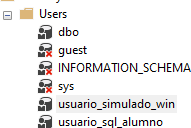 Users
dbo
guest
INFORMATION_SCHEMA
sys
usuario_simulado_win
usuario_sql_alumno